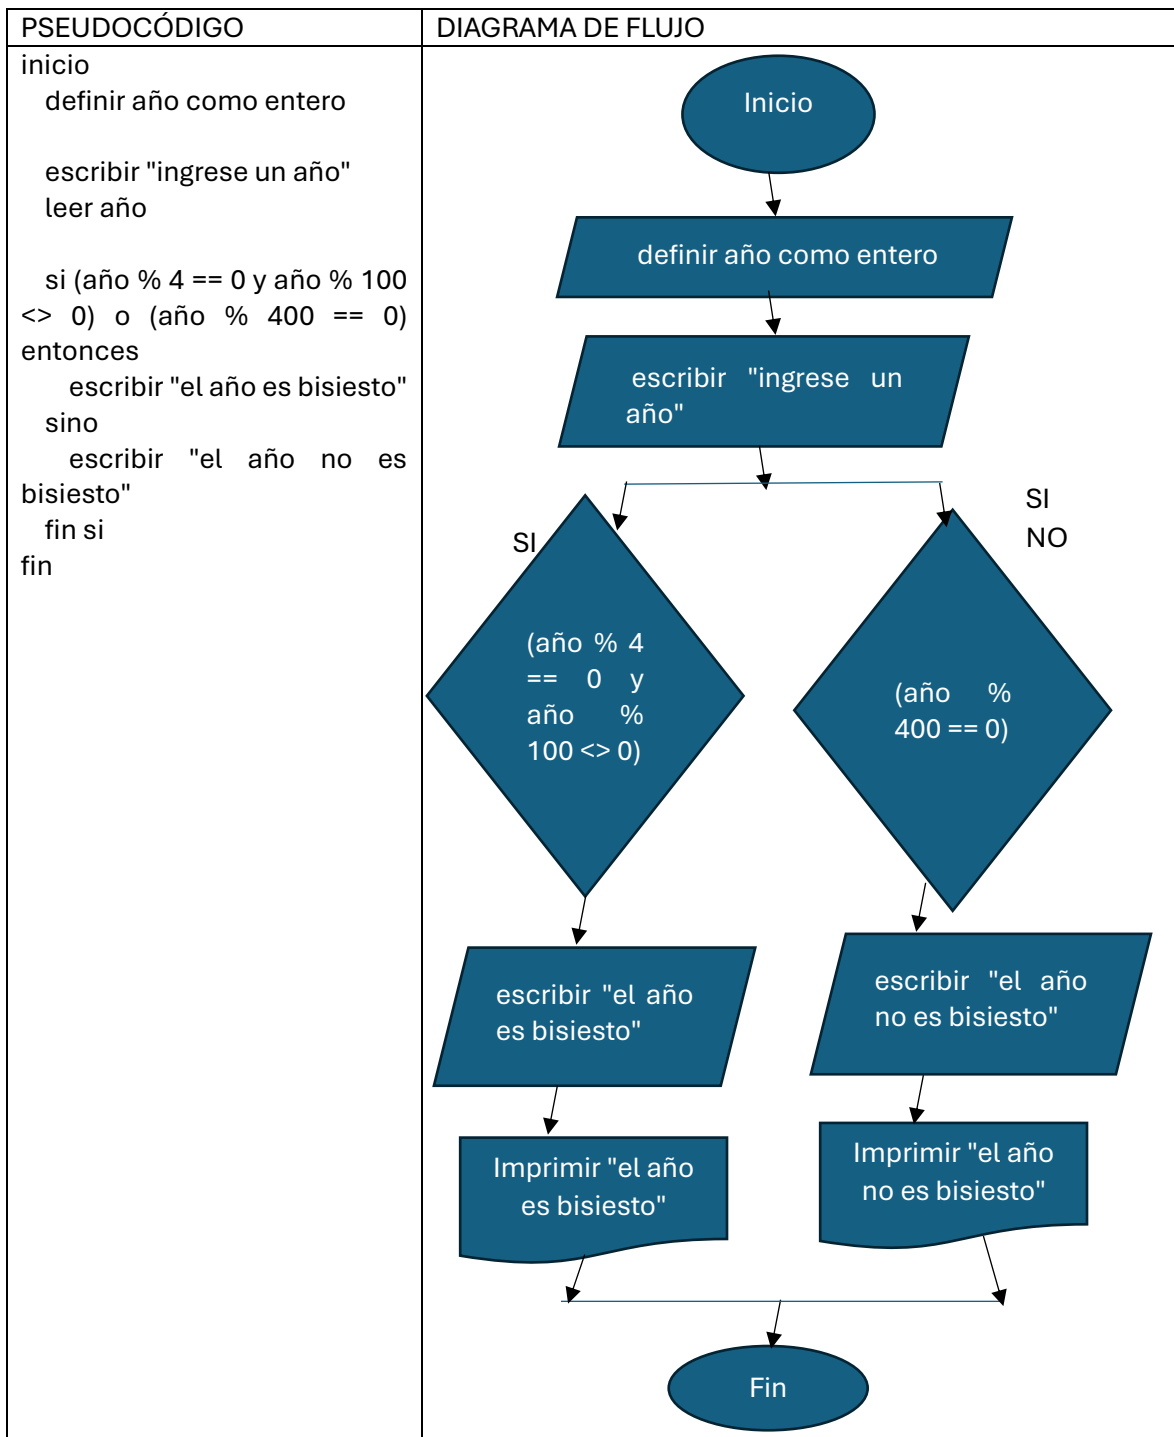 PSEUDOCÓDIGO
DIAGRAMA DE FLUJO
inicio
definir año como entero
escribir "ingrese un año"
leer año
si (año % 4 == 0 y año % 100
<> 0) o (año % 400 == 0)
entonces
escribir "el año es bisiesto"
sino
escribir "el año no es
bisiesto"
fin si
fin
Inicio
definir año como entero
escribir "ingrese un
año"
SI
(año % 4
== 0 y
año %
100 <> 0)
SI
NO
(año %
400 == 0)
escribir "el año
es bisiesto"
escribir "el año
no es bisiesto"
Imprimir "el año
es bisiesto"
Imprimir "el año
no es bisiesto"
Fin